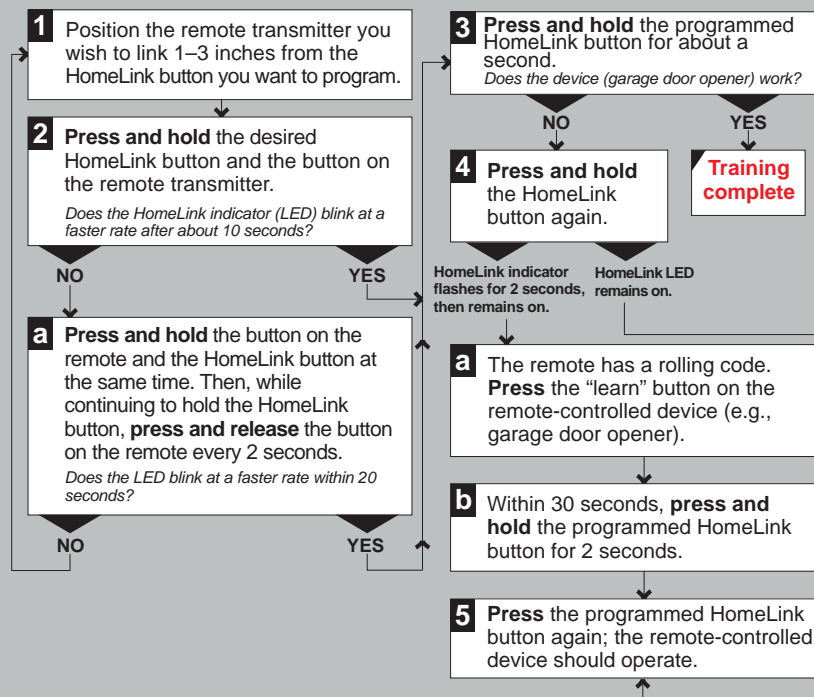 1 Position the remote transmitter you
wish to link 1–3 inches from the
HomeLink button you want to program.
2 Press and hold the desired
HomeLink button and the button on
the remote transmitter.
Does the HomeLink indicator (LED) blink at a
faster rate after about 10 seconds?
NO
YES
a Press and hold the button on the
remote and the HomeLink button at
the same time. Then, while
continuing to hold the HomeLink
button, press and release the button
on the remote every 2 seconds.
Does the LED blink at a faster rate within 20
seconds?
NO
YES
3 Press and hold the programmed
HomeLink button for about a
second.
Does the device (garage door opener) work?
NO
YES
4 Press and hold
the HomeLink
button again.
Training
complete
HomeLink indicator
flashes for 2 seconds,
then remains on.
HomeLink LED
remains on.
a The remote has a rolling code.
Press the “learn” button on the
remote-controlled device (e.g.,
garage door opener).
b Within 30 seconds, press and
hold the programmed HomeLink
button for 2 seconds.
5 Press the programmed HomeLink
button again; the remote-controlled
device should operate.